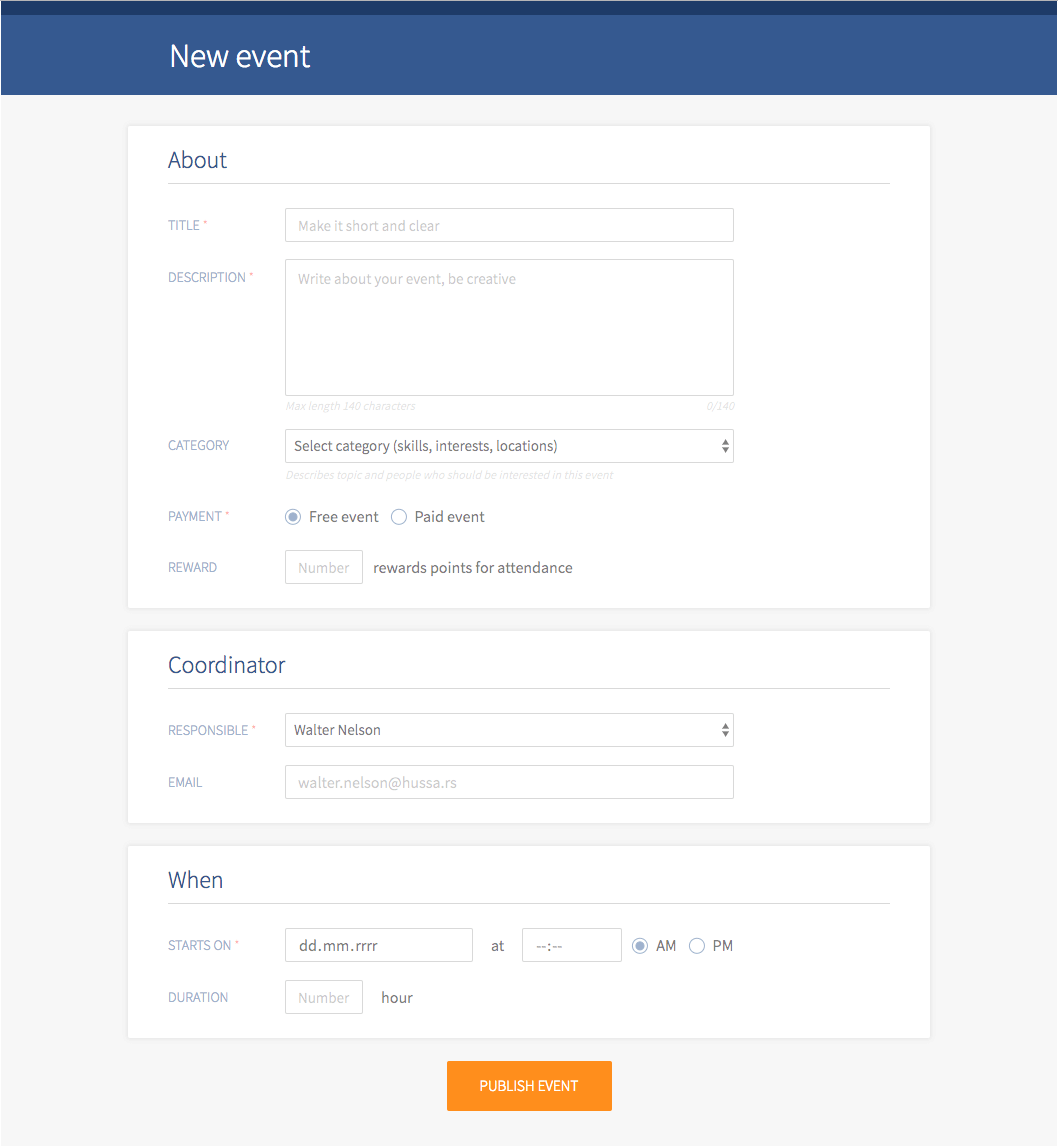 New event
About
TITLE *
Make it short and clear
DESCRIPTION *
Write about your event, be creative
Max length 140 characters 0/140
CATEGORY
Select category (skills, interests, locations)
Describes topic and people who should be interested in this event
PAYMENT *
Free event Paid event
REWARD
Number rewards points for attendance
Coordinator
RESPONSIBLE *
Walter Nelson
EMAIL
walter.nelson@hussa.rs
When
STARTS ON *
dd.mm.rrrr at --:-- AM PM
DURATION
Number hour
PUBLISH EVENT